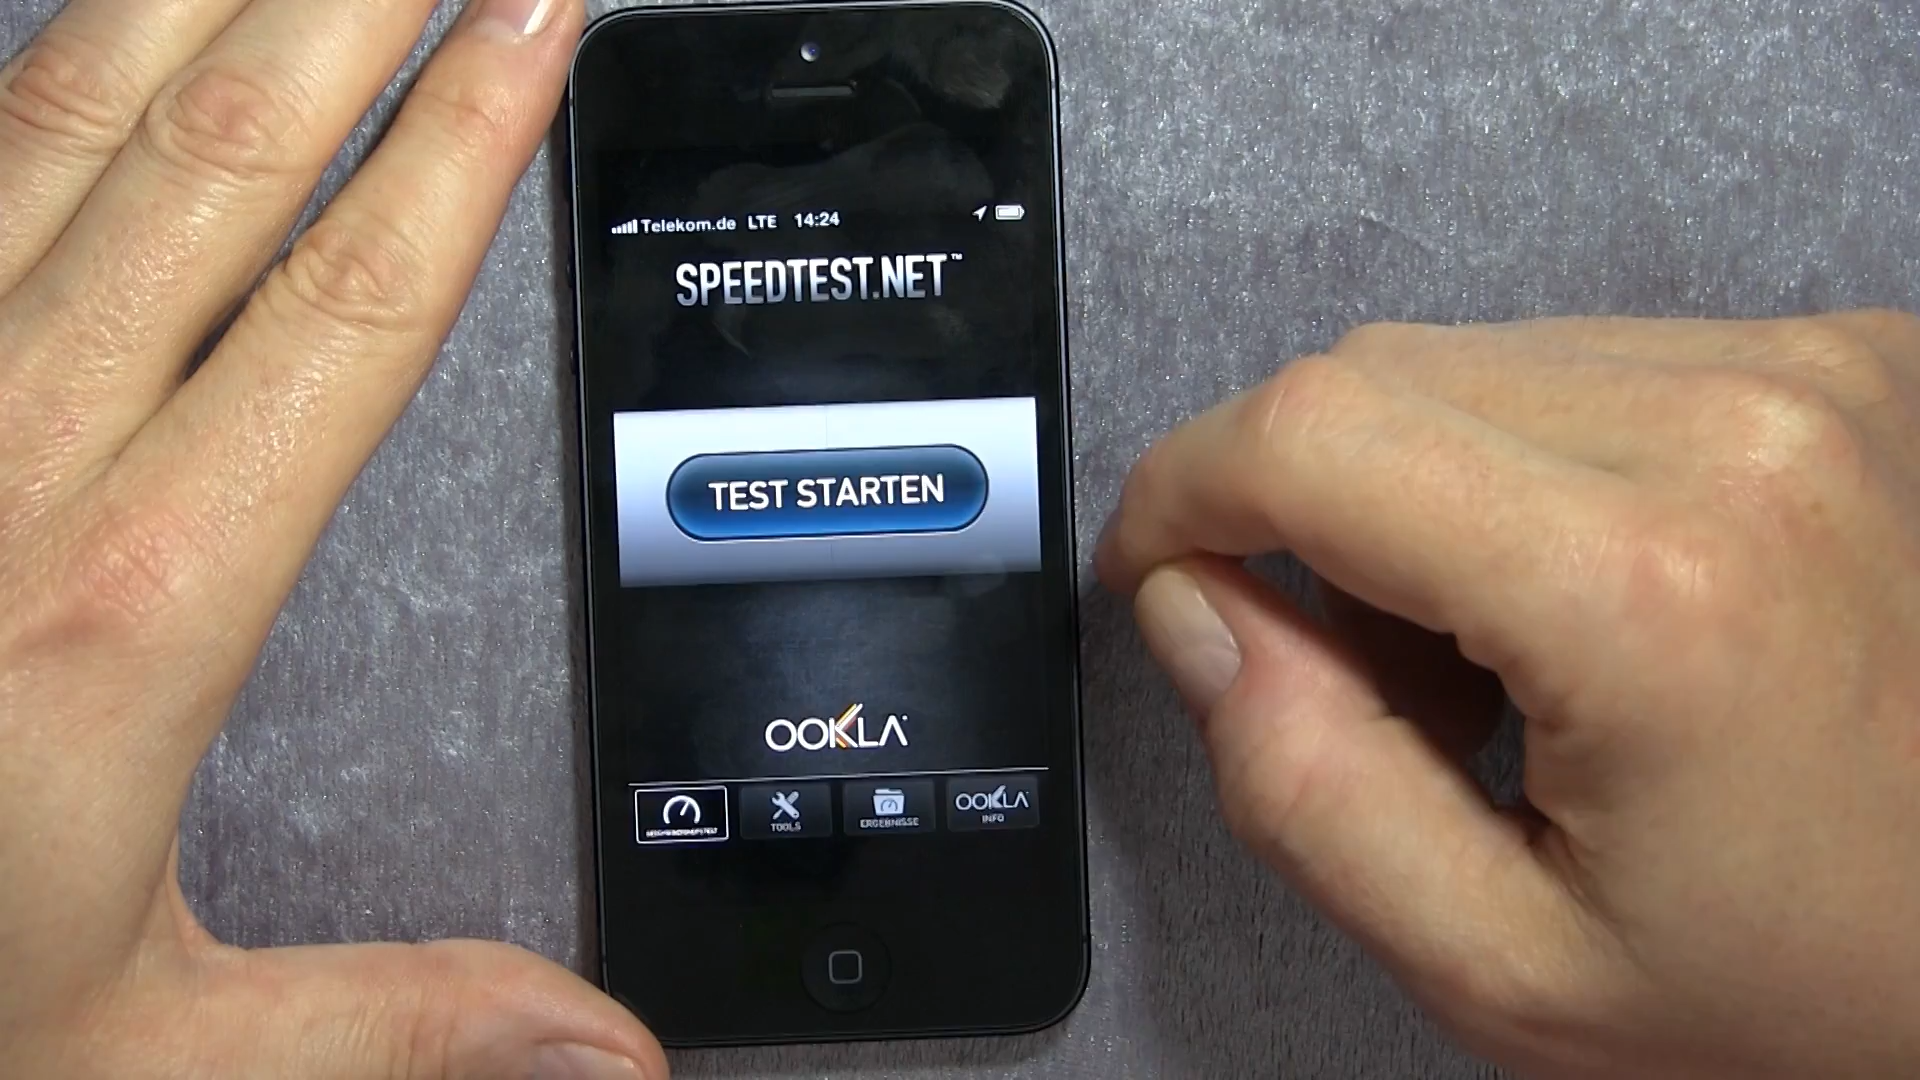 Telekom.de LTE 14:24
SPEEDTEST.NET™
TEST STARTEN
OOKLA
TOOLS
ERGEBNISSE
OOKLA
INFO